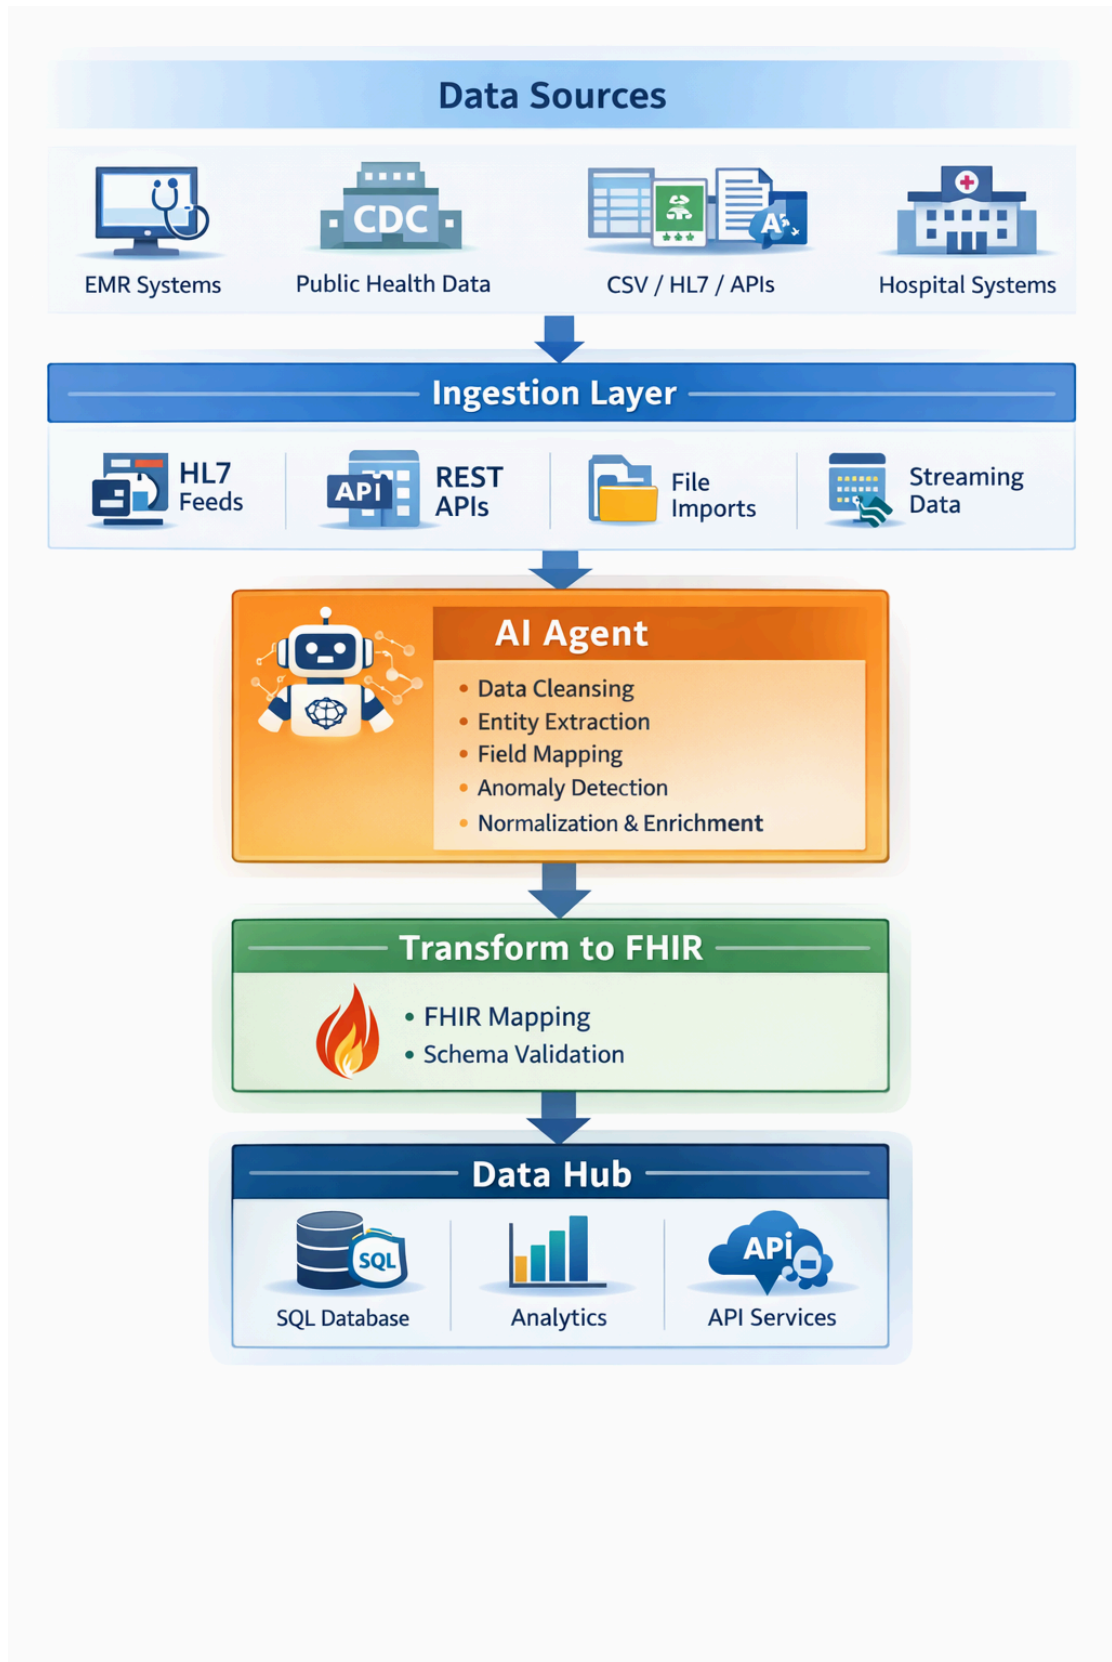 Data Sources
CDC
EMR Systems
Public Health Data
CSV / HL7 / APIs
Hospital Systems
Ingestion Layer
HL7
Feeds
API
REST
APIs
File
Imports
Streaming
Data
AI Agent
• Data Cleansing
• Entity Extraction
• Field Mapping
• Anomaly Detection
• Normalization & Enrichment
Transform to FHIR
• FHIR Mapping
• Schema Validation
Data Hub
SQL
API
SQL Database
Analytics
API Services